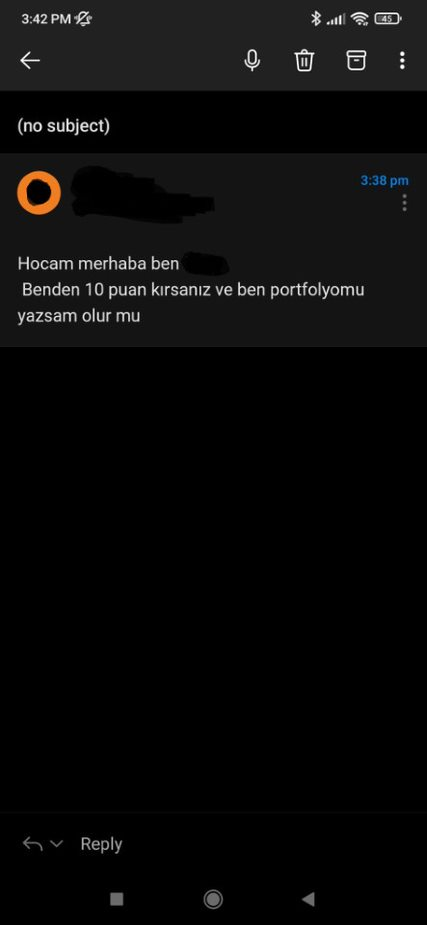 3:42 PM
45
(no subject)
3:38 pm
Hocam merhaba ben
Benden 10 puan kırsanız ve ben portfolyomu
yazsam olur mu
Reply